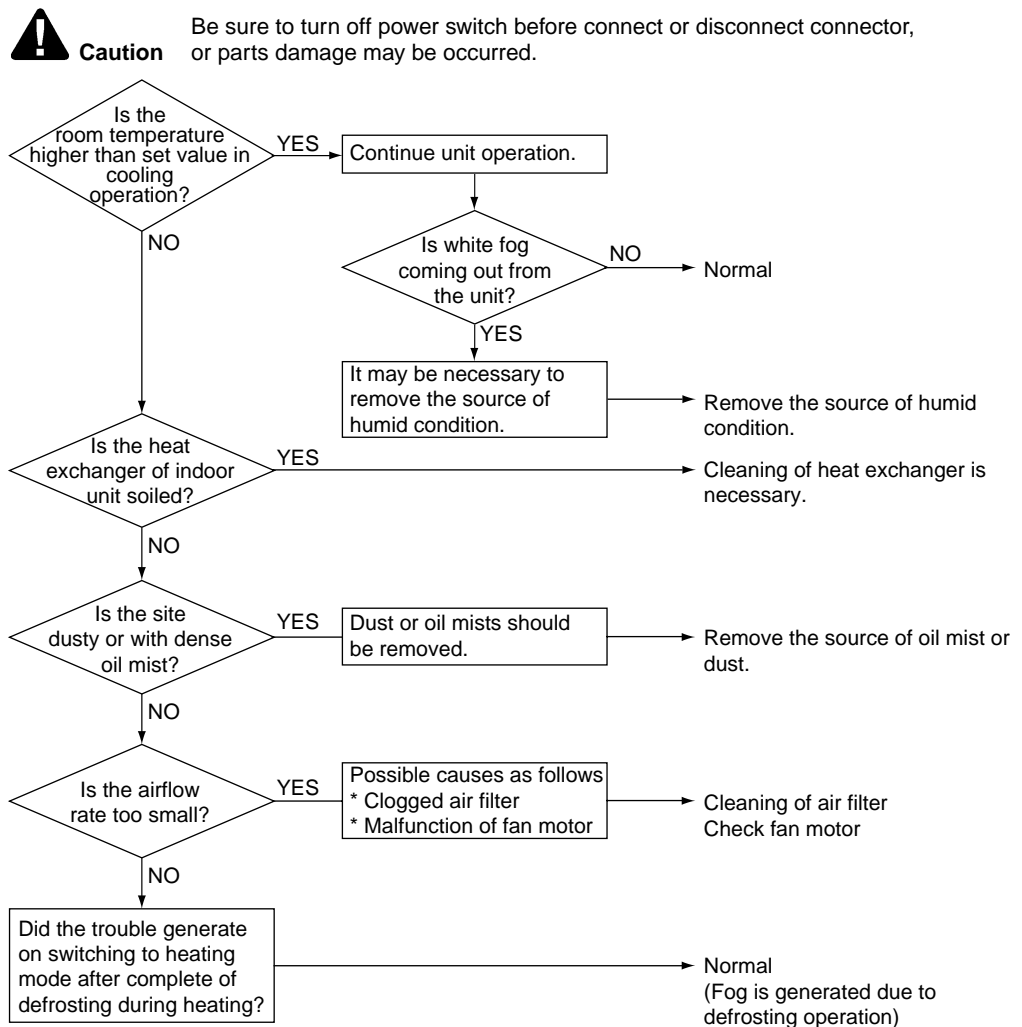 Caution
Be sure to turn off power switch before connect or disconnect connector,
or parts damage may be occurred.
Is the
room temperature
higher than set value in
cooling
operation?
YES
Continue unit operation.
NO
Is white fog
coming out from
the unit?
NO
Normal
YES
It may be necessary to
remove the source of
humid condition.
Remove the source of humid
condition.
Is the heat
exchanger of indoor
unit soiled?
YES
Cleaning of heat exchanger is
necessary.
NO
Is the site
dusty or with dense
oil mist?
YES
Dust or oil mists should
be removed.
Remove the source of oil mist or
dust.
NO
Is the airflow
rate too small?
YES
Possible causes as follows
* Clogged air filter
* Malfunction of fan motor
Cleaning of air filter
Check fan motor
NO
Did the trouble generate
on switching to heating
mode after complete of
defrosting during heating?
Normal
(Fog is generated due to
defrosting operation)